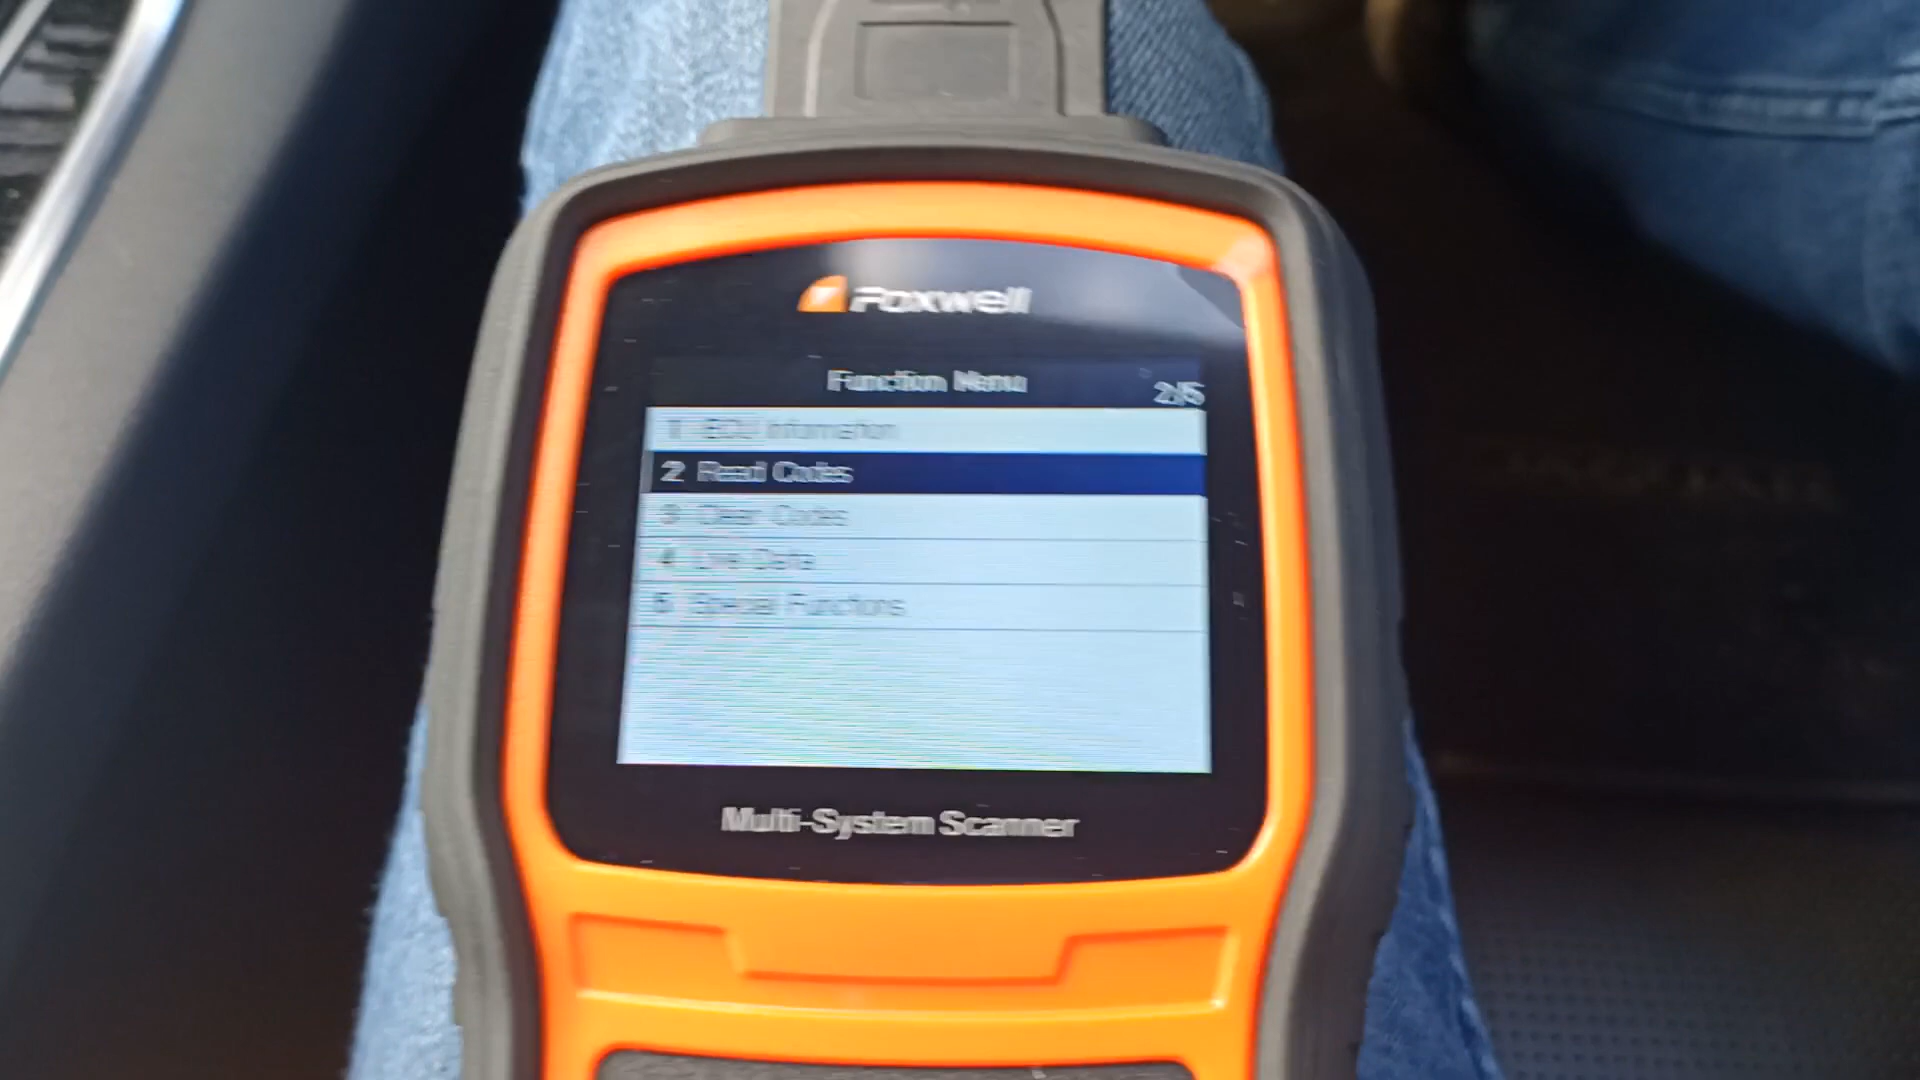 Foxwell
Function Menu
2/5
1 ECU Information
2 Read Codes
3 Clear Codes
4 Live Data
5 Special Functions
Multi-System Scanner